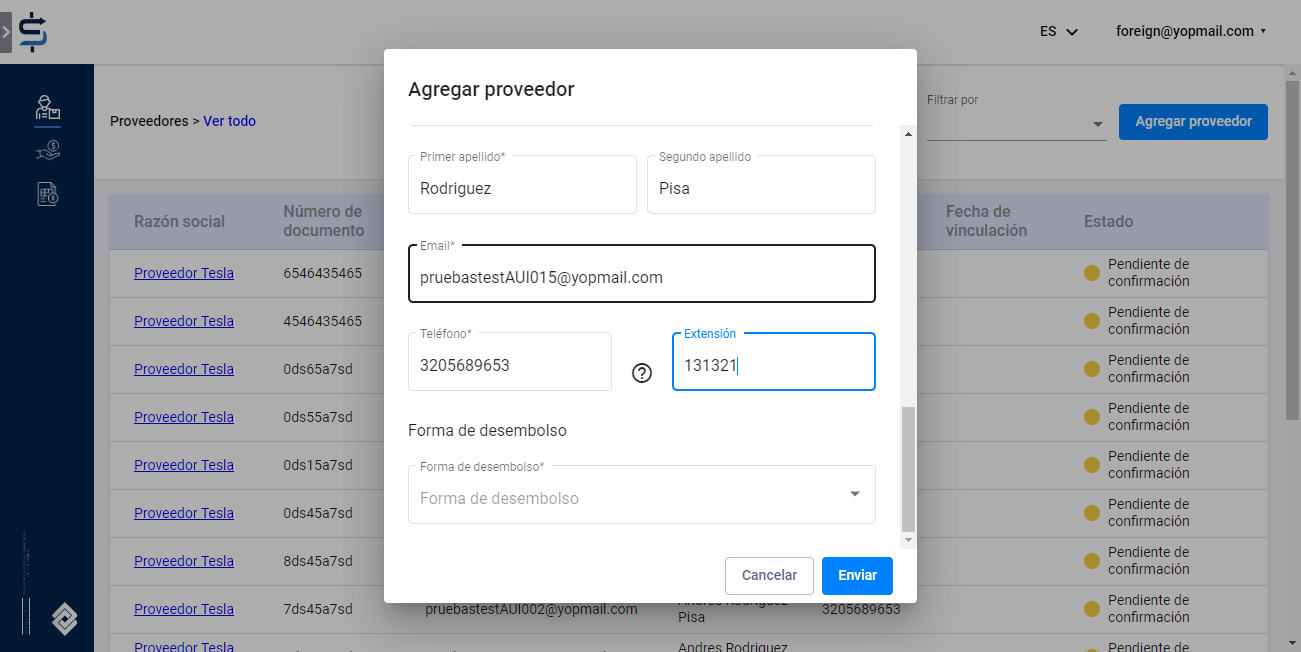 ES
foreign@yopmail.com
Agregar proveedor
Proveedores > Ver todo
Filtrar por
Agregar proveedor
Primer apellido*
Segundo apellido
Rodriguez
Pisa
Email*
pruebastestAUI015@yopmail.com
Teléfono*
Extensión
3205689653
131321
Forma de desembolso
Forma de desembolso*
Forma de desembolso
Cancelar
Enviar
Razón social
Número de
documento
Fecha de
vinculación
Estado
Proveedor Tesla
6546435465
Pendiente de
confirmación
Proveedor Tesla
4546435465
Pendiente de
confirmación
Proveedor Tesla
0ds65a7sd
Pendiente de
confirmación
Proveedor Tesla
0ds55a7sd
Pendiente de
confirmación
Proveedor Tesla
0ds15a7sd
Pendiente de
confirmación
Proveedor Tesla
0ds45a7sd
Pendiente de
confirmación
Proveedor Tesla
8ds45a7sd
Pendiente de
confirmación
Proveedor Tesla
7ds45a7sd
pruebastestAUI002@yopmail.com
Andres Rodriguez
Pisa
3205689653
Pendiente de
confirmación
Proveedor Tesla
Andres Rodriguez
Pendiente de